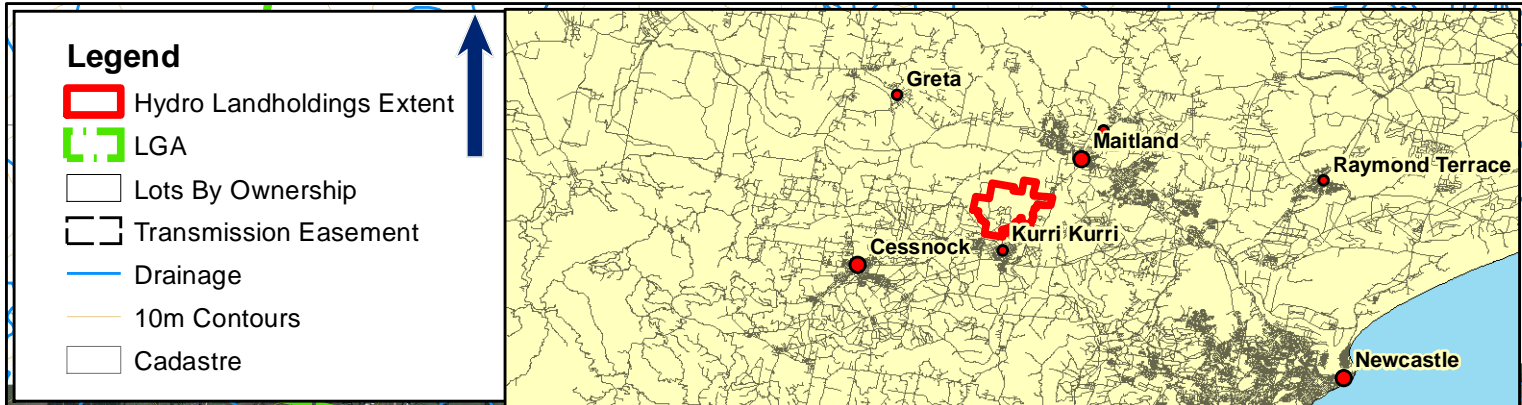 Legend
Hydro Landholdings Extent
LGA
Lots By Ownership
Transmission Easement
Drainage
10m Contours
Cadastre
Greta
Maitland
Raymond Terrace
Kurri Kurri
Cessnock
Newcastle